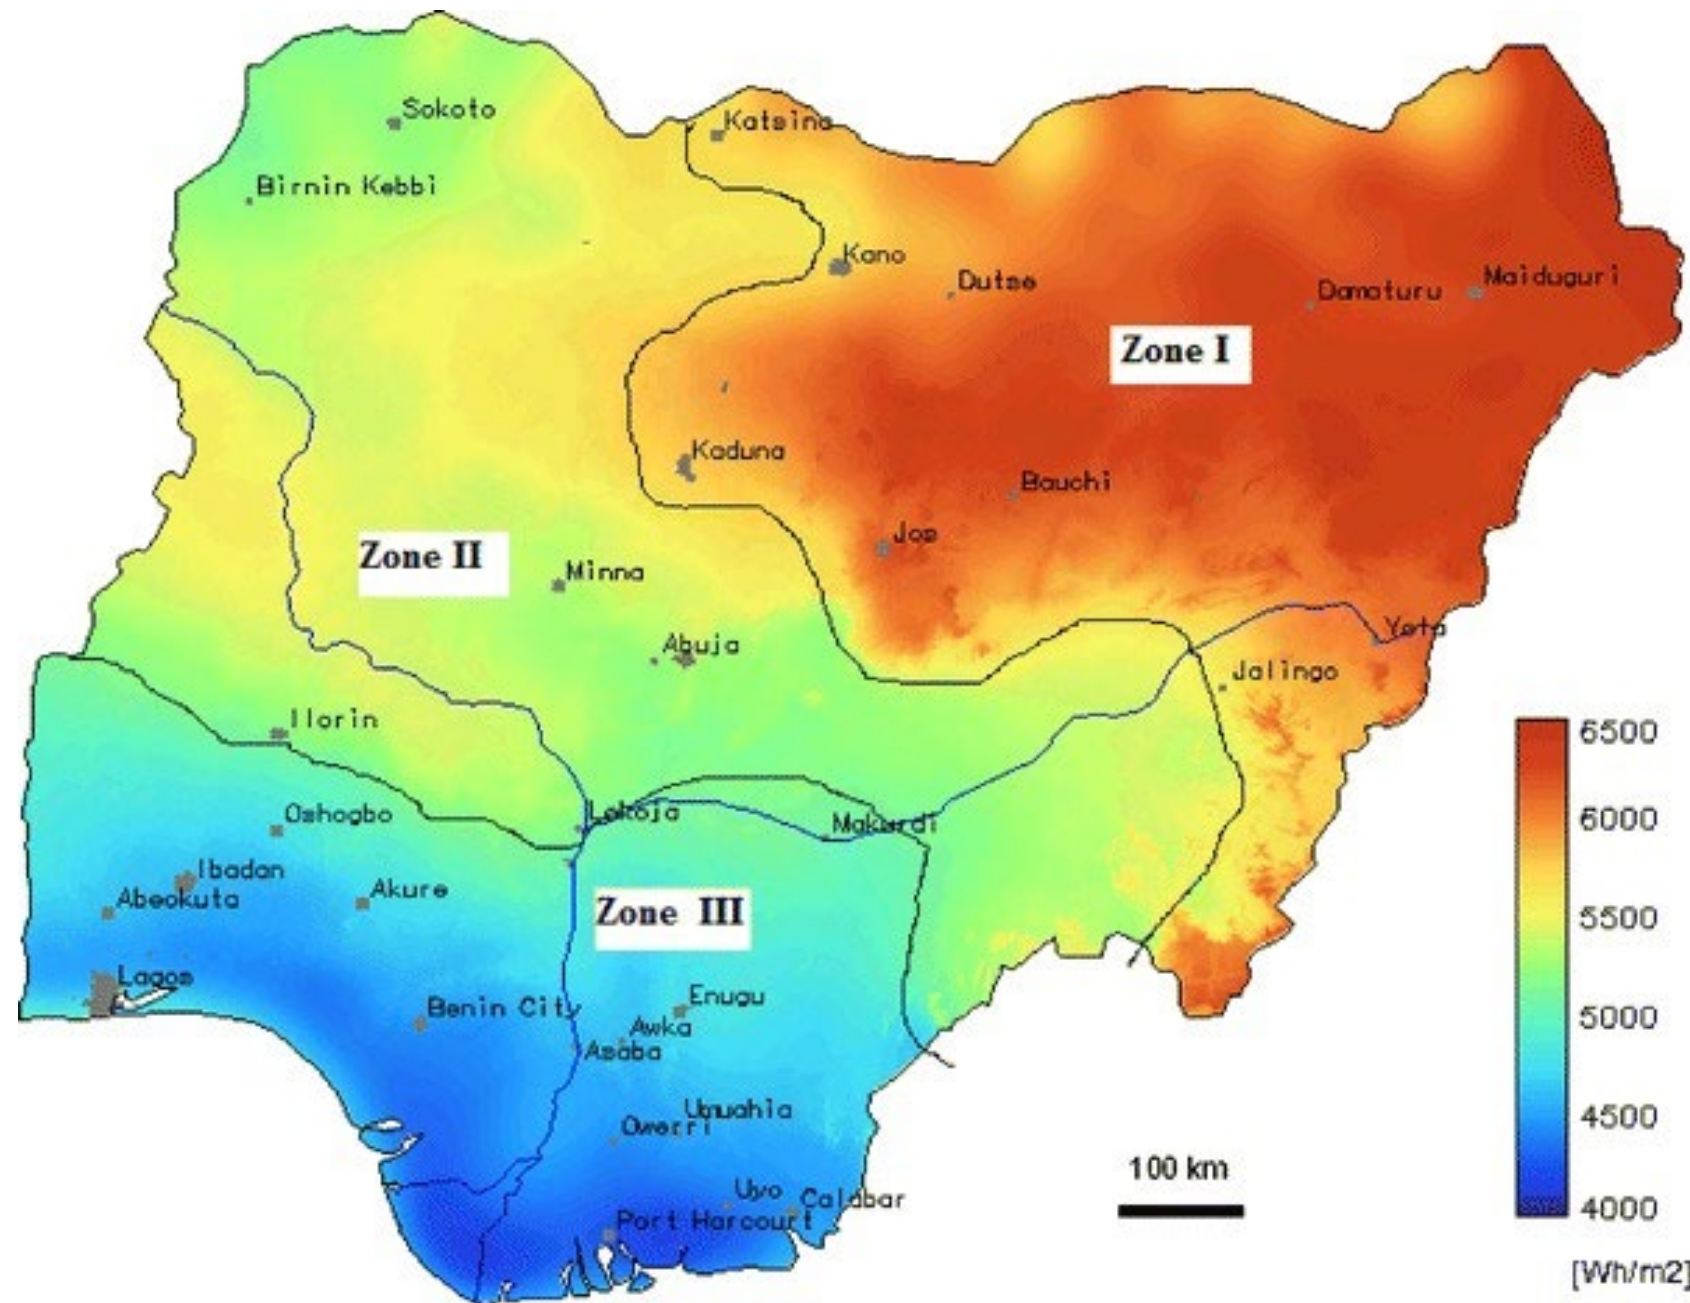 Sokoto
Katsina
Birnin Kebbi
Kano
Dutse
Damaturu
Maiduguri
Zone I
Kaduna
Bauchi
Jos
Zone II
Minna
Abuja
Yola
Jalingo
Ilorin
6500
6000
5500
5000
4500
4000
[Wh/m2]
Oshogbo
Lokoja
Makurdi
Ibadan
Abeokuta
Akure
Zone III
Lagos
Benin City
Enugu
Awka
Asaba
Umuahia
Owerri
100 km
Uyo
Calabar
Port Harcourt